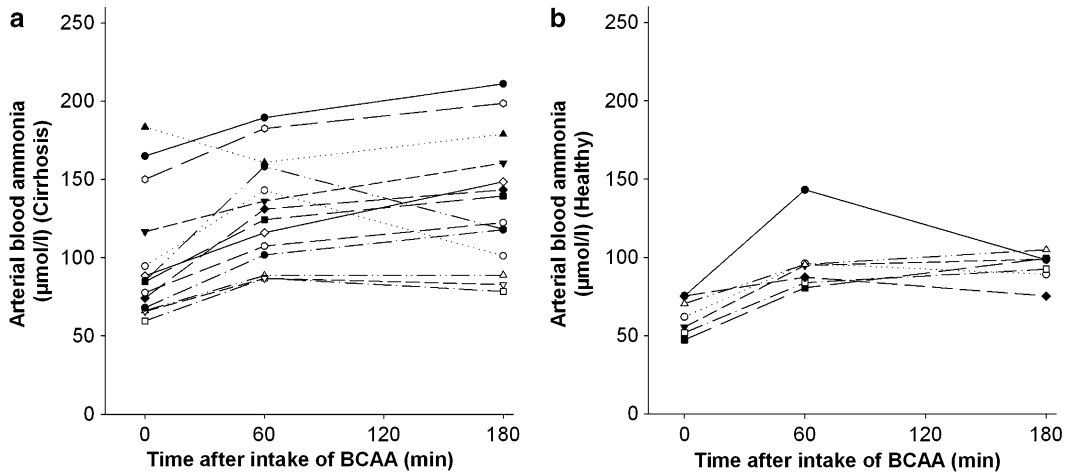 a
250
200
150
100
50
0
0 60 120 180
Time after intake of BCAA (min)
Arterial blood ammonia
(µmol/l) (Cirrhosis)
b
250
200
150
100
50
0
0 60 120 180
Time after intake of BCAA (min)
Arterial blood ammonia
(µmol/l) (Healthy)